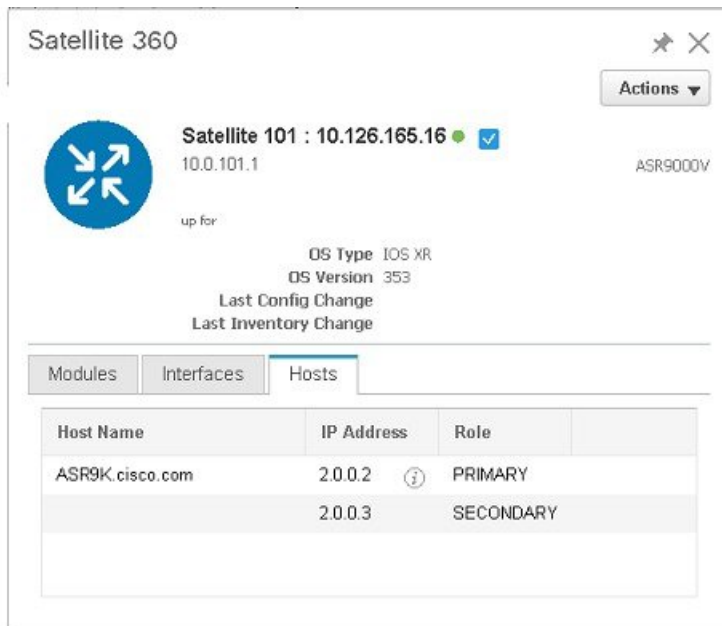 Satellite 360
Actions
Satellite 101 : 10.126.165.16
10.0.101.1
ASR9000V
up for
OS Type IOS XR
OS Version 353
Last Config Change
Last Inventory Change
Modules Interfaces Hosts
Host Name IP Address Role
ASR9K.cisco.com 2.0.0.2 i PRIMARY
2.0.0.3 SECONDARY